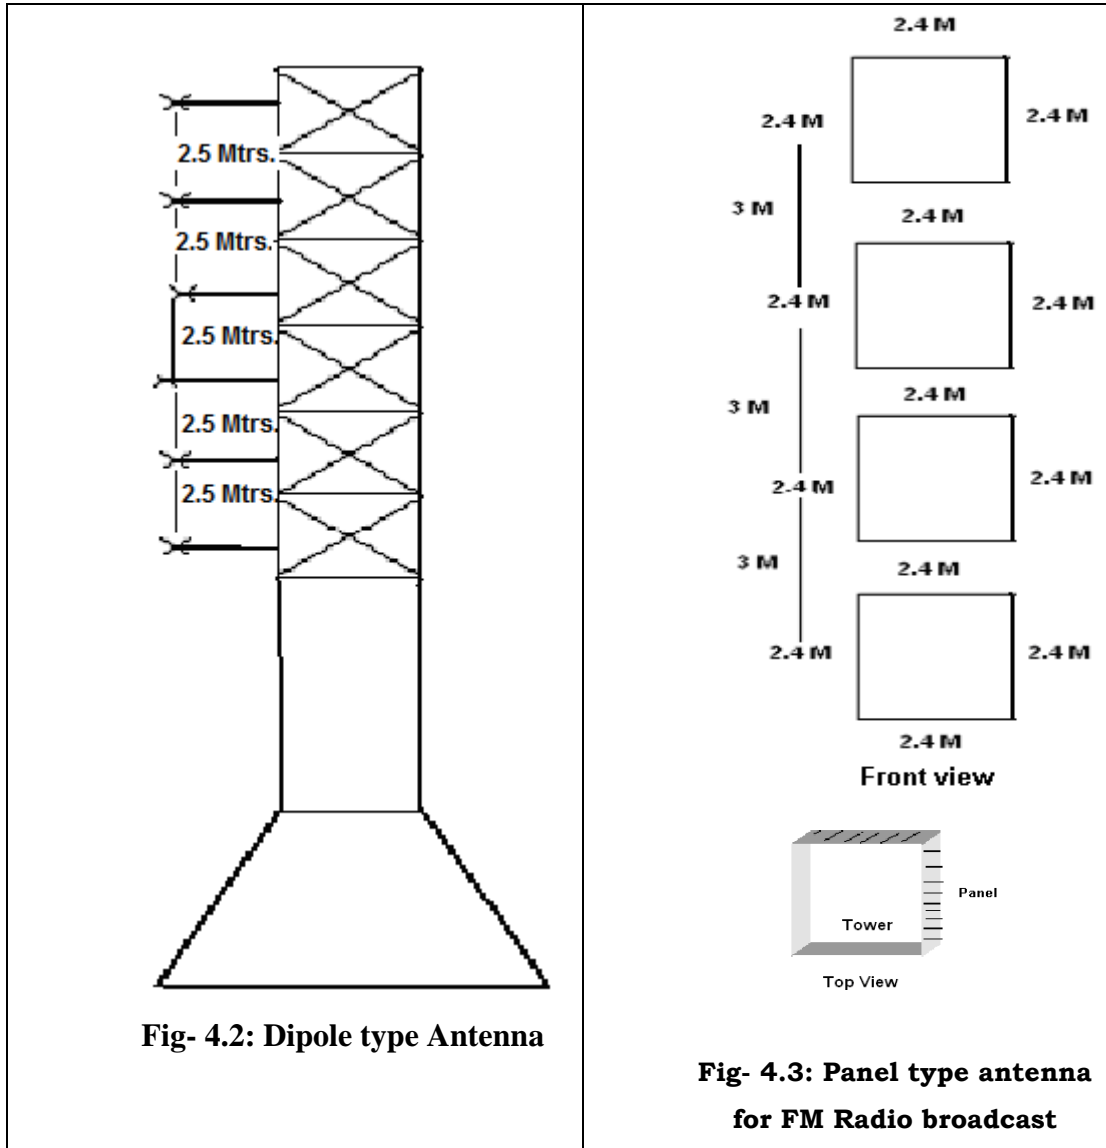 2.5 Mtrs.
2.5 Mtrs.
2.5 Mtrs.
2.5 Mtrs.
2.5 Mtrs.
Fig- 4.2: Dipole type Antenna
2.4 M
2.4 M 2.4 M
3 M 2.4 M
2.4 M 2.4 M
3 M 2.4 M
2.4 M 2.4 M
3 M 2.4 M
2.4 M 2.4 M
2.4 M
Front view
Panel
Tower
Top View
Fig- 4.3: Panel type antenna
for FM Radio broadcast